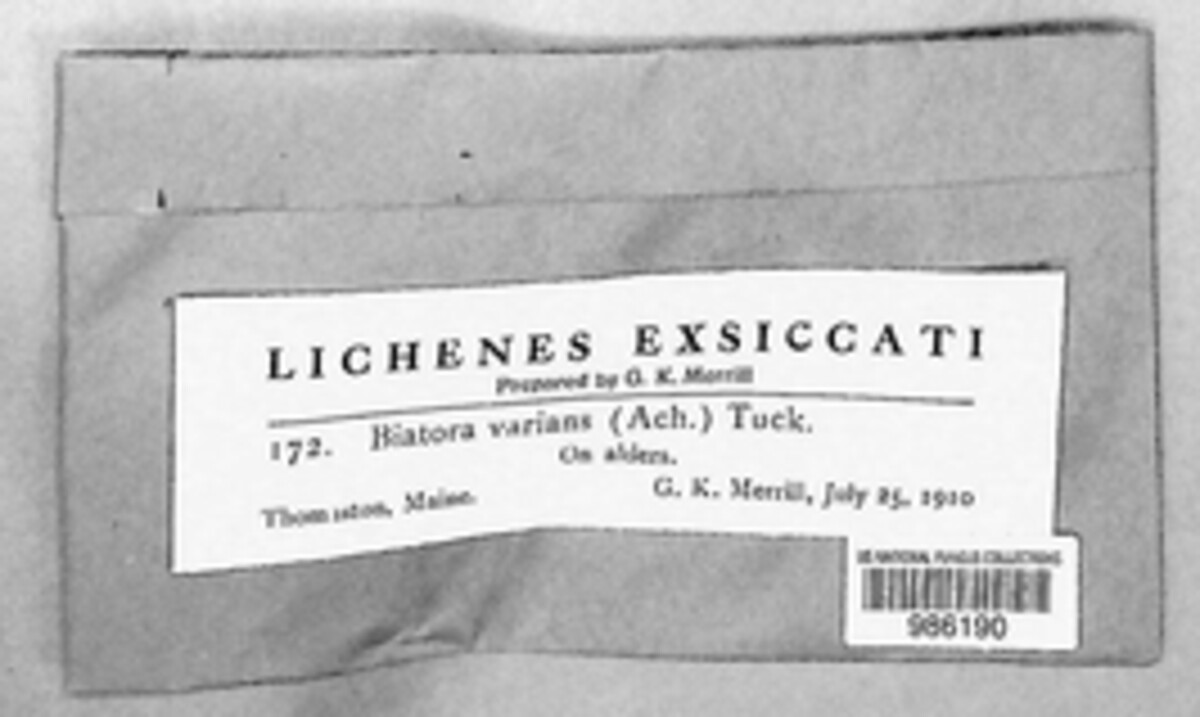 LICHENES EXSICCATI
Prepared by G. K. Merrill
172. Biatora varians (Ach.) Tuck.
On alders.
Thomaston, Maine.
G. K. Merrill, July 25, 1910
US NATIONAL FUNGUS COLLECTIONS
986190